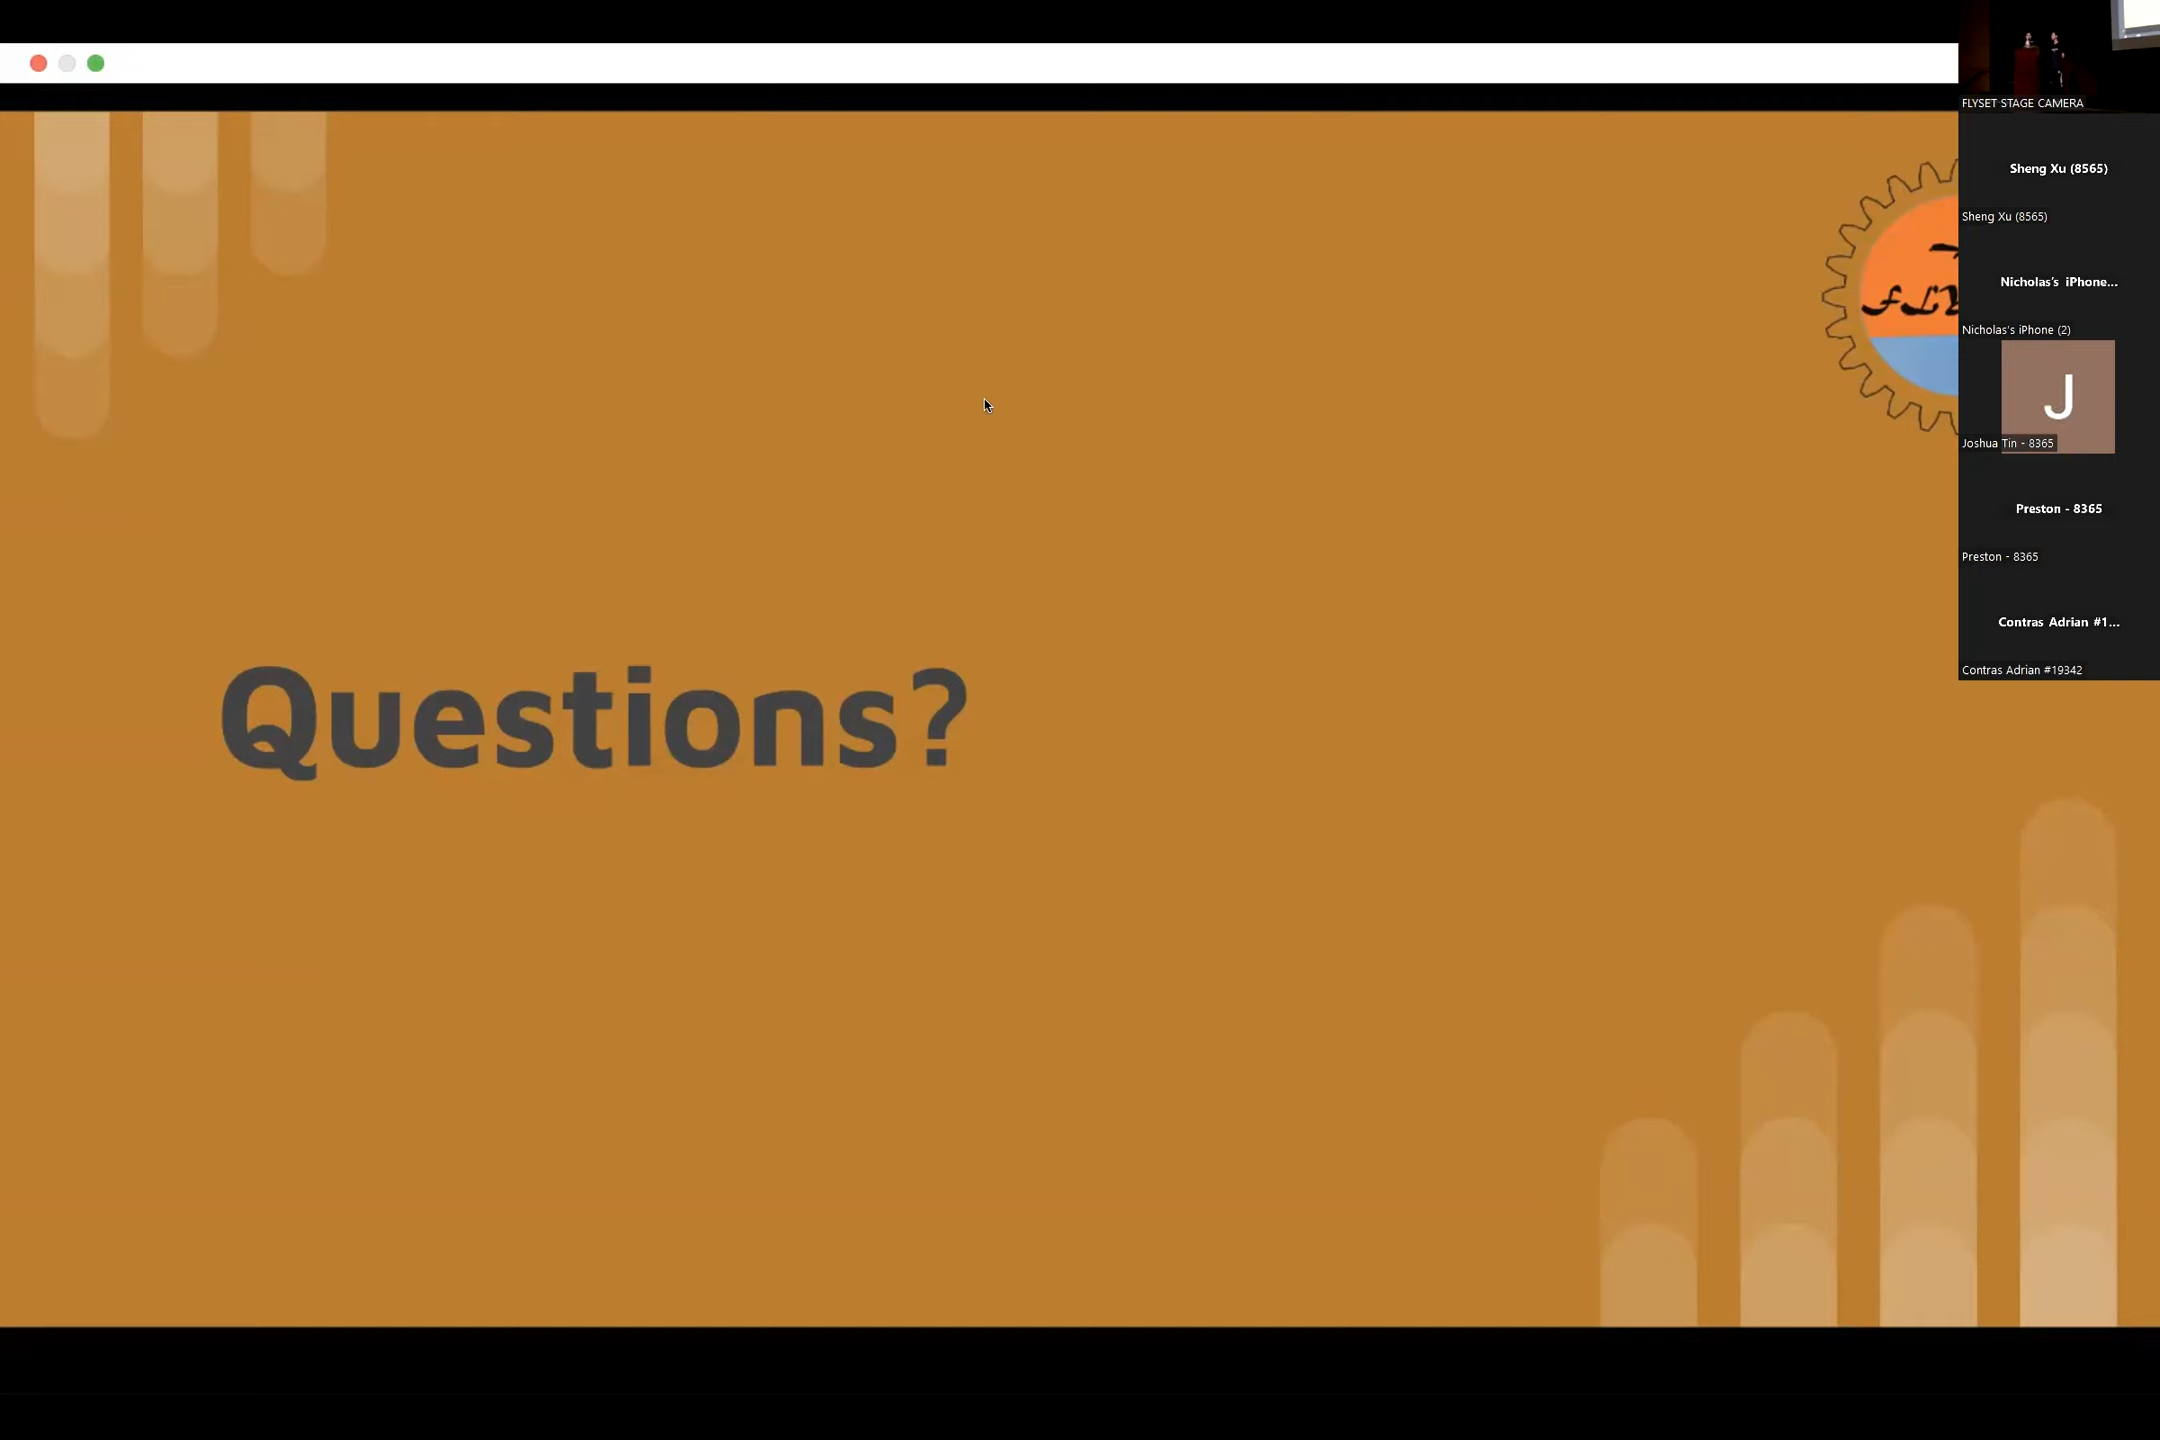 FLYSET STAGE CAMERA
Sheng Xu (8565)
Sheng Xu (8565)
Nicholas's iPhone...
Nicholas's iPhone (2)
J
Joshua Tin - 8365
Preston - 8365
Preston - 8365
Contras Adrian #1...
Contras Adrian #19342
Questions?